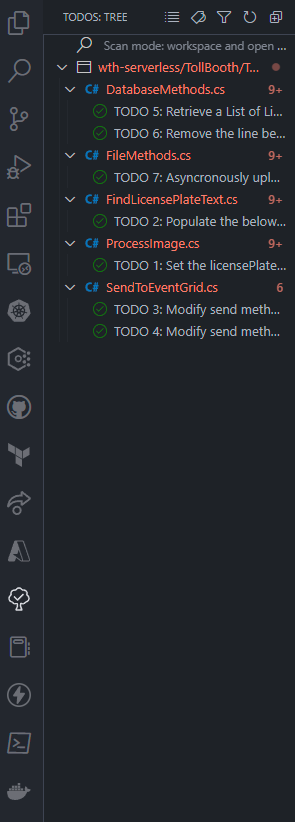 TODOS: TREE
Scan mode: workspace and open ...
wth-serverless/TollBooth/T...
C# DatabaseMethods.cs 9+
TODO 5: Retrieve a List of Li...
TODO 6: Remove the line be...
C# FileMethods.cs 9+
TODO 7: Asyncronously upl...
C# FindLicensePlateText.cs 9+
TODO 2: Populate the below...
C# ProcessImage.cs 9+
TODO 1: Set the licensePlate...
C# SendToEventGrid.cs 6
TODO 3: Modify send meth...
TODO 4: Modify send meth...